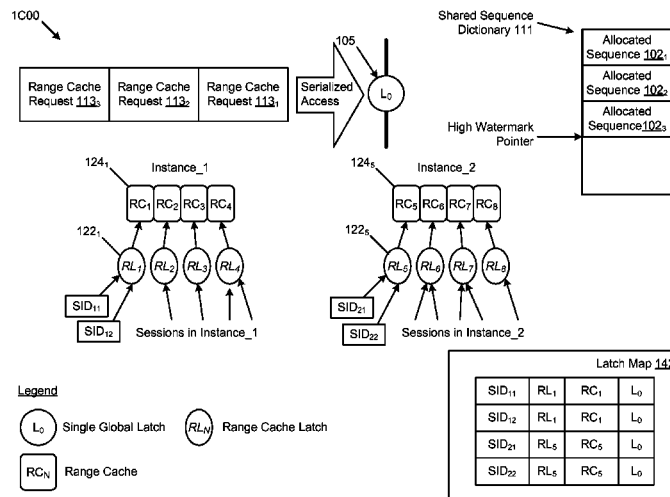 1C00
Shared Sequence
Dictionary 111
105
Range Cache
Request 113₃
Range Cache
Request 113₂
Range Cache
Request 113₁
Serialized
Access
L₀
Allocated
Sequence 102₁
Allocated
Sequence 102₂
Allocated
Sequence102₃
High Watermark
Pointer
124₁
Instance_1
RC₁
RC₂
RC₃
RC₄
122₁
RL₁
RL₂
RL₃
RL₄
SID₁₁
SID₁₂
Sessions in Instance_1
124₅
Instance_2
RC₅
RC₆
RC₇
RC₈
122₅
RL₅
RL₆
RL₇
RL₈
SID₂₁
SID₂₂
Sessions in Instance_2
Latch Map 142
SID₁₁ RL₁ RC₁ L₀
SID₁₂ RL₁ RC₁ L₀
SID₂₁ RL₅ RC₅ L₀
SID₂₂ RL₅ RC₅ L₀
Legend
L₀ Single Global Latch
RL_N Range Cache Latch
RC_N Range Cache